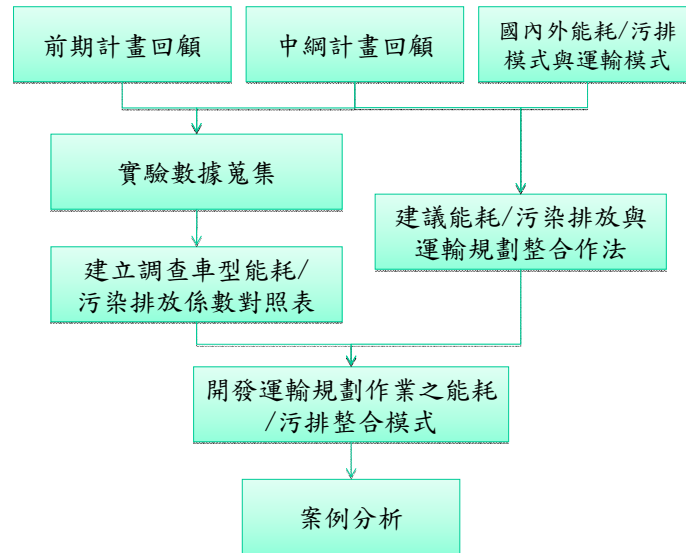 前期計畫回顧
中綱計畫回顧
國內外能耗/污排
模式與運輸模式
實驗數據蒐集
建議能耗/污染排放與
運輸規劃整合作法
建立調查車型能耗/
污染排放係數對照表
開發運輸規劃作業之能耗
/污排整合模式
案例分析